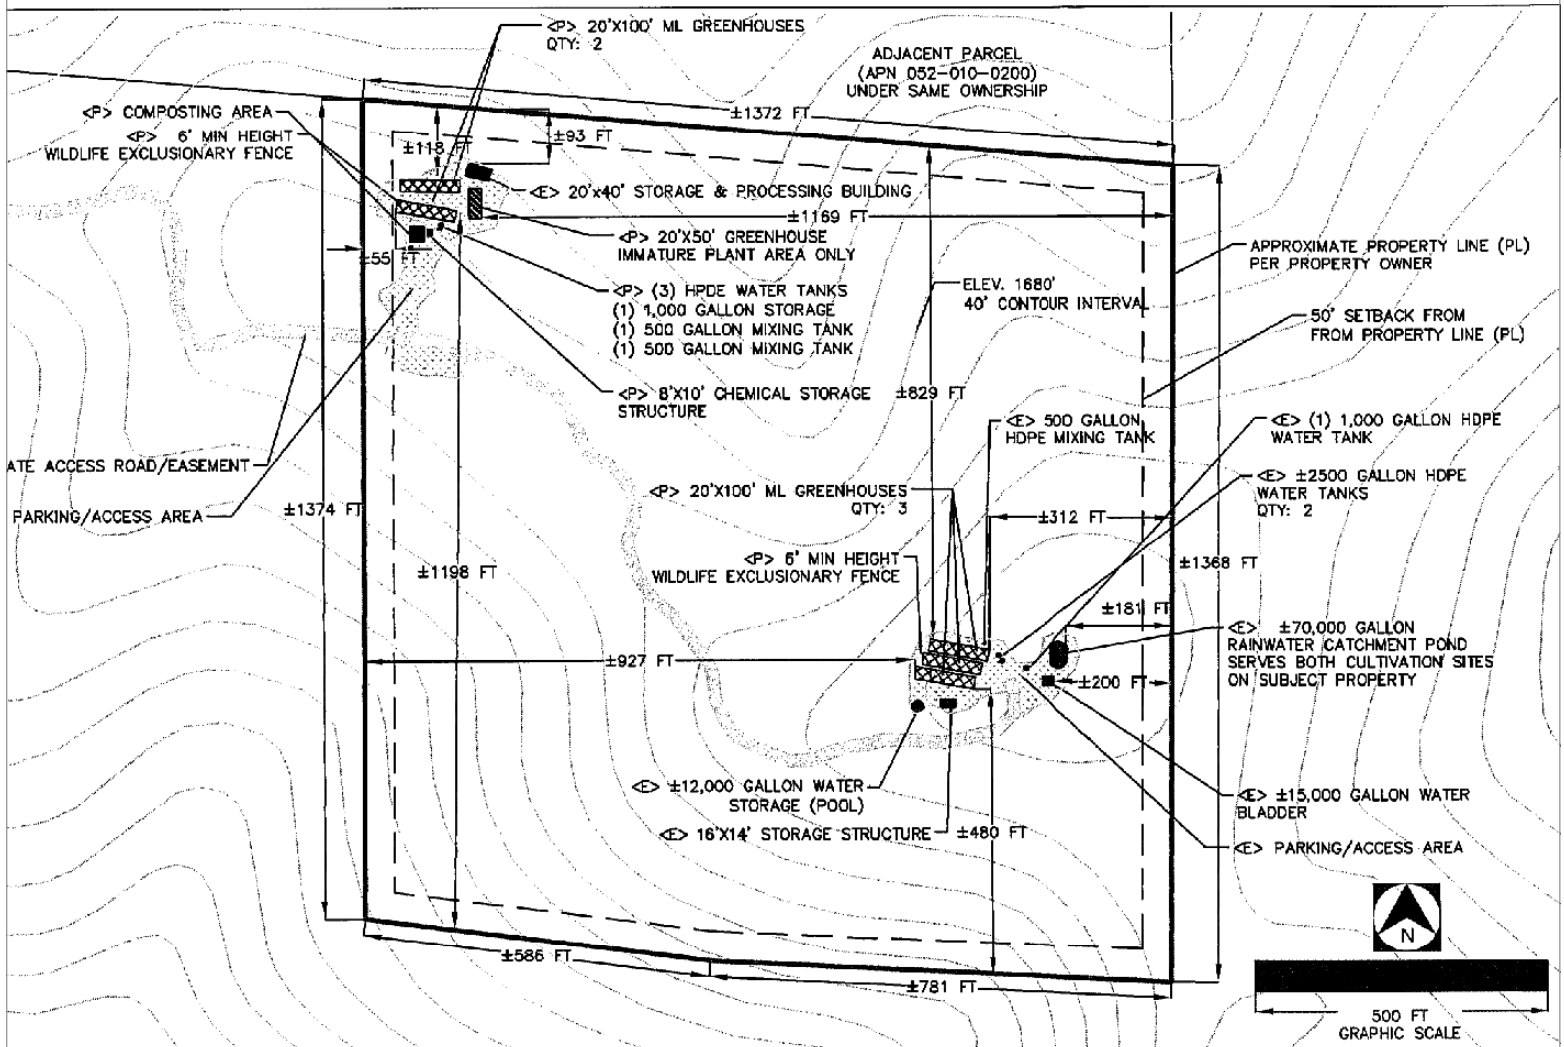 <P> 20'X100' ML GREENHOUSES
QTY: 2
ADJACENT PARCEL
(APN 052-010-0200)
UNDER SAME OWNERSHIP
±1372 FT
<P> COMPOSTING AREA
<P> 6' MIN HEIGHT
WILDLIFE EXCLUSIONARY FENCE
±118 FT
±93 FT
<E> 20'x40' STORAGE & PROCESSING BUILDING
±1169 FT
<P> 20'X50' GREENHOUSE
IMMATURE PLANT AREA ONLY
±55 FT
APPROXIMATE PROPERTY LINE (PL)
PER PROPERTY OWNER
<P> (3) HPDE WATER TANKS
(1) 1,000 GALLON STORAGE
(1) 500 GALLON MIXING TANK
(1) 500 GALLON MIXING TANK
ELEV. 1680'
40' CONTOUR INTERVAL
50' SETBACK FROM
FROM PROPERTY LINE (PL)
<P> 8'X10' CHEMICAL STORAGE
STRUCTURE
±829 FT
<E> 500 GALLON
HDPE MIXING TANK
<E> (1) 1,000 GALLON HDPE
WATER TANK
ATE ACCESS ROAD/EASEMENT
<E> ±2500 GALLON HDPE
WATER TANKS
QTY: 2
<P> 20'X100' ML GREENHOUSES
QTY: 3
PARKING/ACCESS AREA
±1374 FT
±312 FT
<P> 6' MIN HEIGHT
WILDLIFE EXCLUSIONARY FENCE
±1198 FT
±1368 FT
±181 FT
<E> ±70,000 GALLON
RAINWATER CATCHMENT POND
SERVES BOTH CULTIVATION SITES
ON SUBJECT PROPERTY
±927 FT
±200 FT
<E> ±12,000 GALLON WATER
STORAGE (POOL)
<E> ±15,000 GALLON WATER
BLADDER
<E> 16'X14' STORAGE STRUCTURE
±480 FT
<E> PARKING/ACCESS AREA
N
±586 FT
±781 FT
500 FT
GRAPHIC SCALE